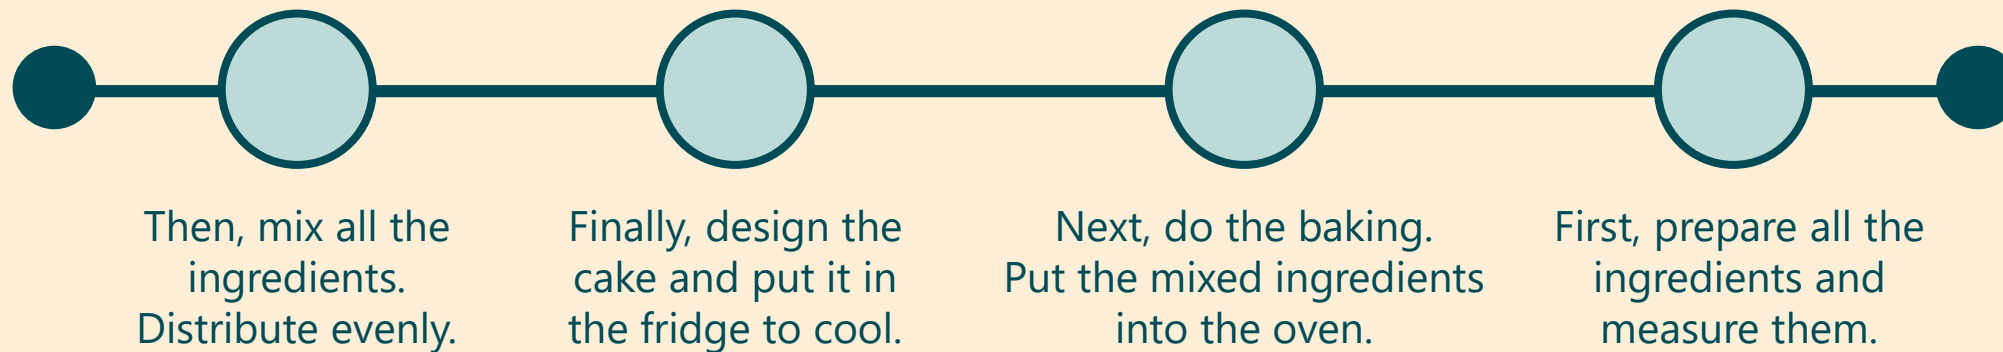 Then, mix all the
ingredients.
Distribute evenly.
Finally, design the
cake and put it in
the fridge to cool.
Next, do the baking.
Put the mixed ingredients
into the oven.
First, prepare all the
ingredients and
measure them.